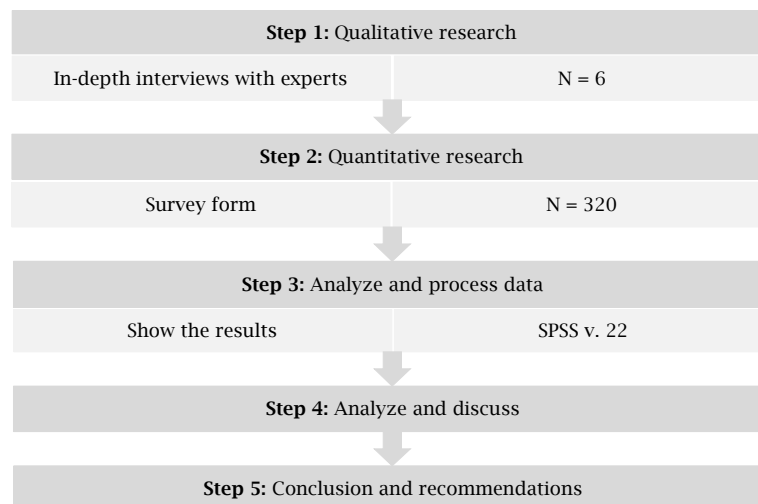 Step 1: Qualitative research
In-depth interviews with experts N = 6
Step 2: Quantitative research
Survey form N = 320
Step 3: Analyze and process data
Show the results SPSS v. 22
Step 4: Analyze and discuss
Step 5: Conclusion and recommendations